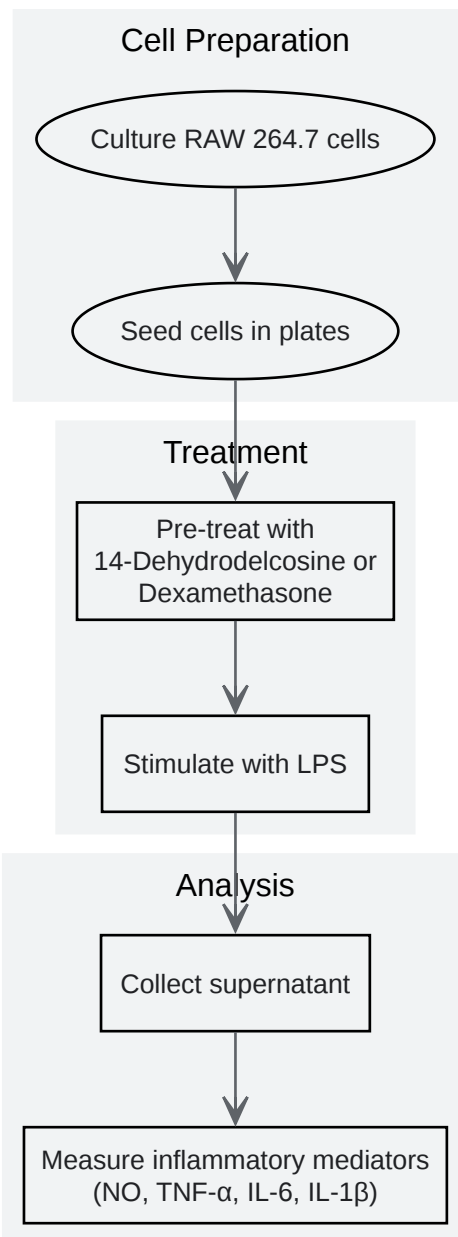 Cell Preparation
Culture RAW 264.7 cells
Seed cells in plates
Treatment
Pre-treat with
14-Dehydrodelcosine or
Dexamethasone
Stimulate with LPS
Analysis
Collect supernatant
Measure inflammatory mediators
(NO, TNF-α, IL-6, IL-1β)